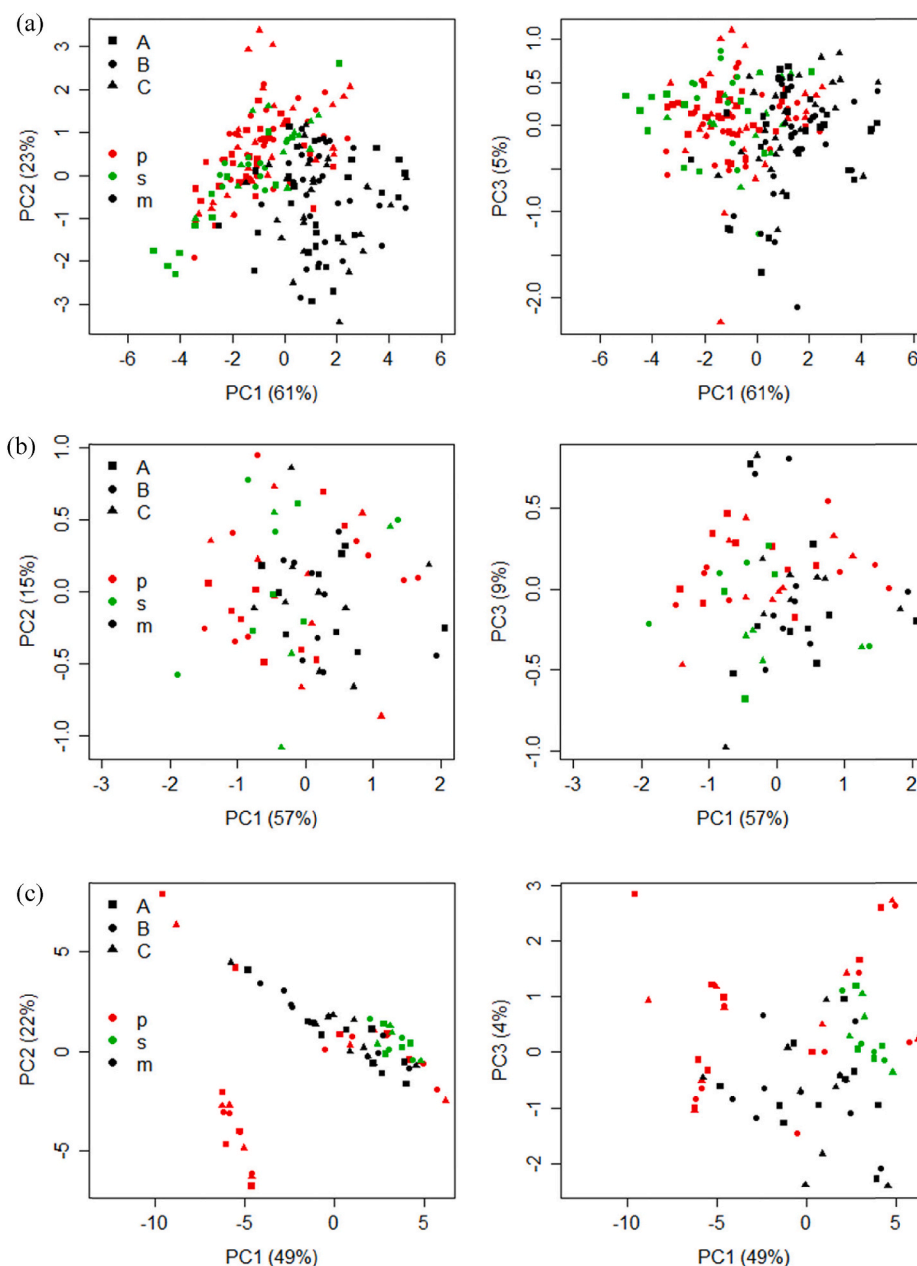 (a)
A
B
C
p
s
m
PC2 (23%)
3
2
1
0
-1
-2
-3
-6
-4
-2
0
2
4
6
PC1 (61%)
PC3 (5%)
1.0
0.5
0.0
-1.0
-2.0
-6
-4
-2
0
2
4
6
PC1 (61%)
(b)
A
B
C
p
s
m
PC2 (15%)
1.0
0.5
0.0
-0.5
-1.0
-3
-2
-1
0
1
2
PC1 (57%)
PC3 (9%)
0.5
0.0
-0.5
-1.0
-3
-2
-1
0
1
2
PC1 (57%)
(c)
A
B
C
p
s
m
PC2 (22%)
5
0
-5
-10
-5
0
5
PC1 (49%)
PC3 (4%)
3
2
1
0
-1
-2
-10
-5
0
5
PC1 (49%)